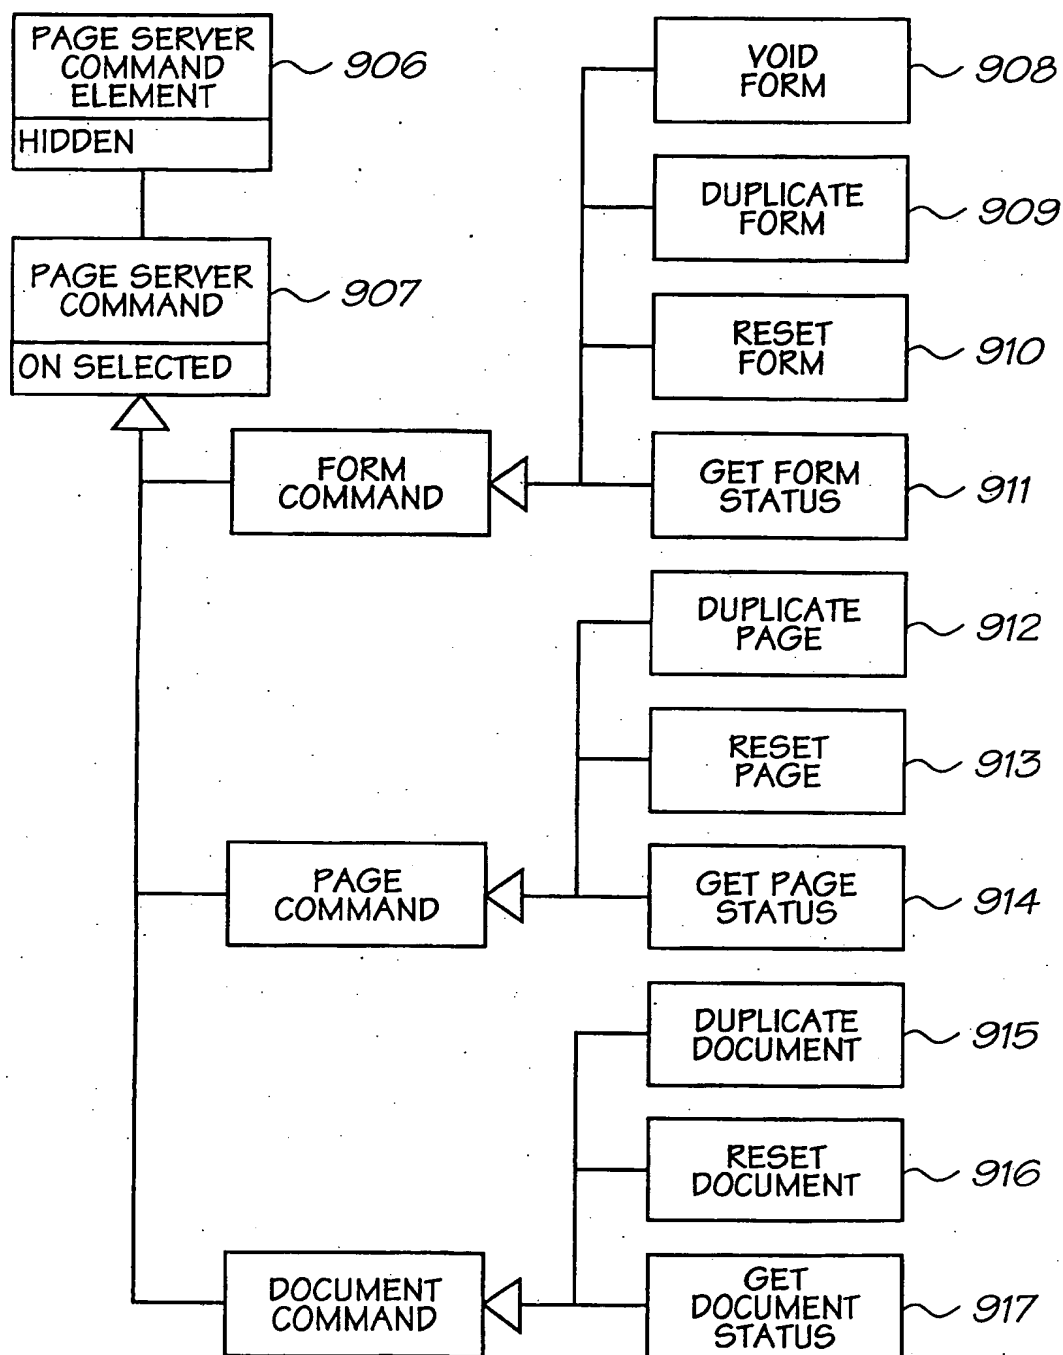 PAGE SERVER
COMMAND
ELEMENT
906
HIDDEN
PAGE SERVER
COMMAND
907
ON SELECTED
VOID
FORM
908
DUPLICATE
FORM
909
RESET
FORM
910
FORM
COMMAND
GET FORM
STATUS
911
DUPLICATE
PAGE
912
RESET
PAGE
913
PAGE
COMMAND
GET PAGE
STATUS
914
DUPLICATE
DOCUMENT
915
RESET
DOCUMENT
916
DOCUMENT
COMMAND
GET
DOCUMENT
STATUS
917